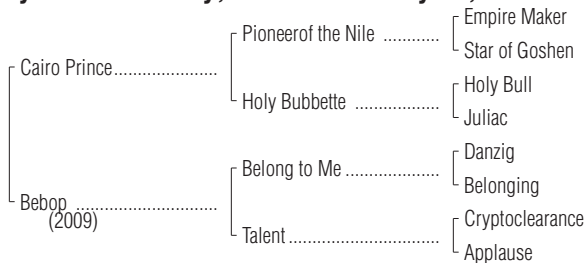 Empire Maker
Pioneerof the Nile ............
Star of Goshen
Cairo Prince......................
Holy Bull
Holy Bubbette ..................
Juliac
Danzig
Belong to Me ....................
Belonging
Bebop ..............................
(2009)
Cryptoclearance
Talent................................
Applause